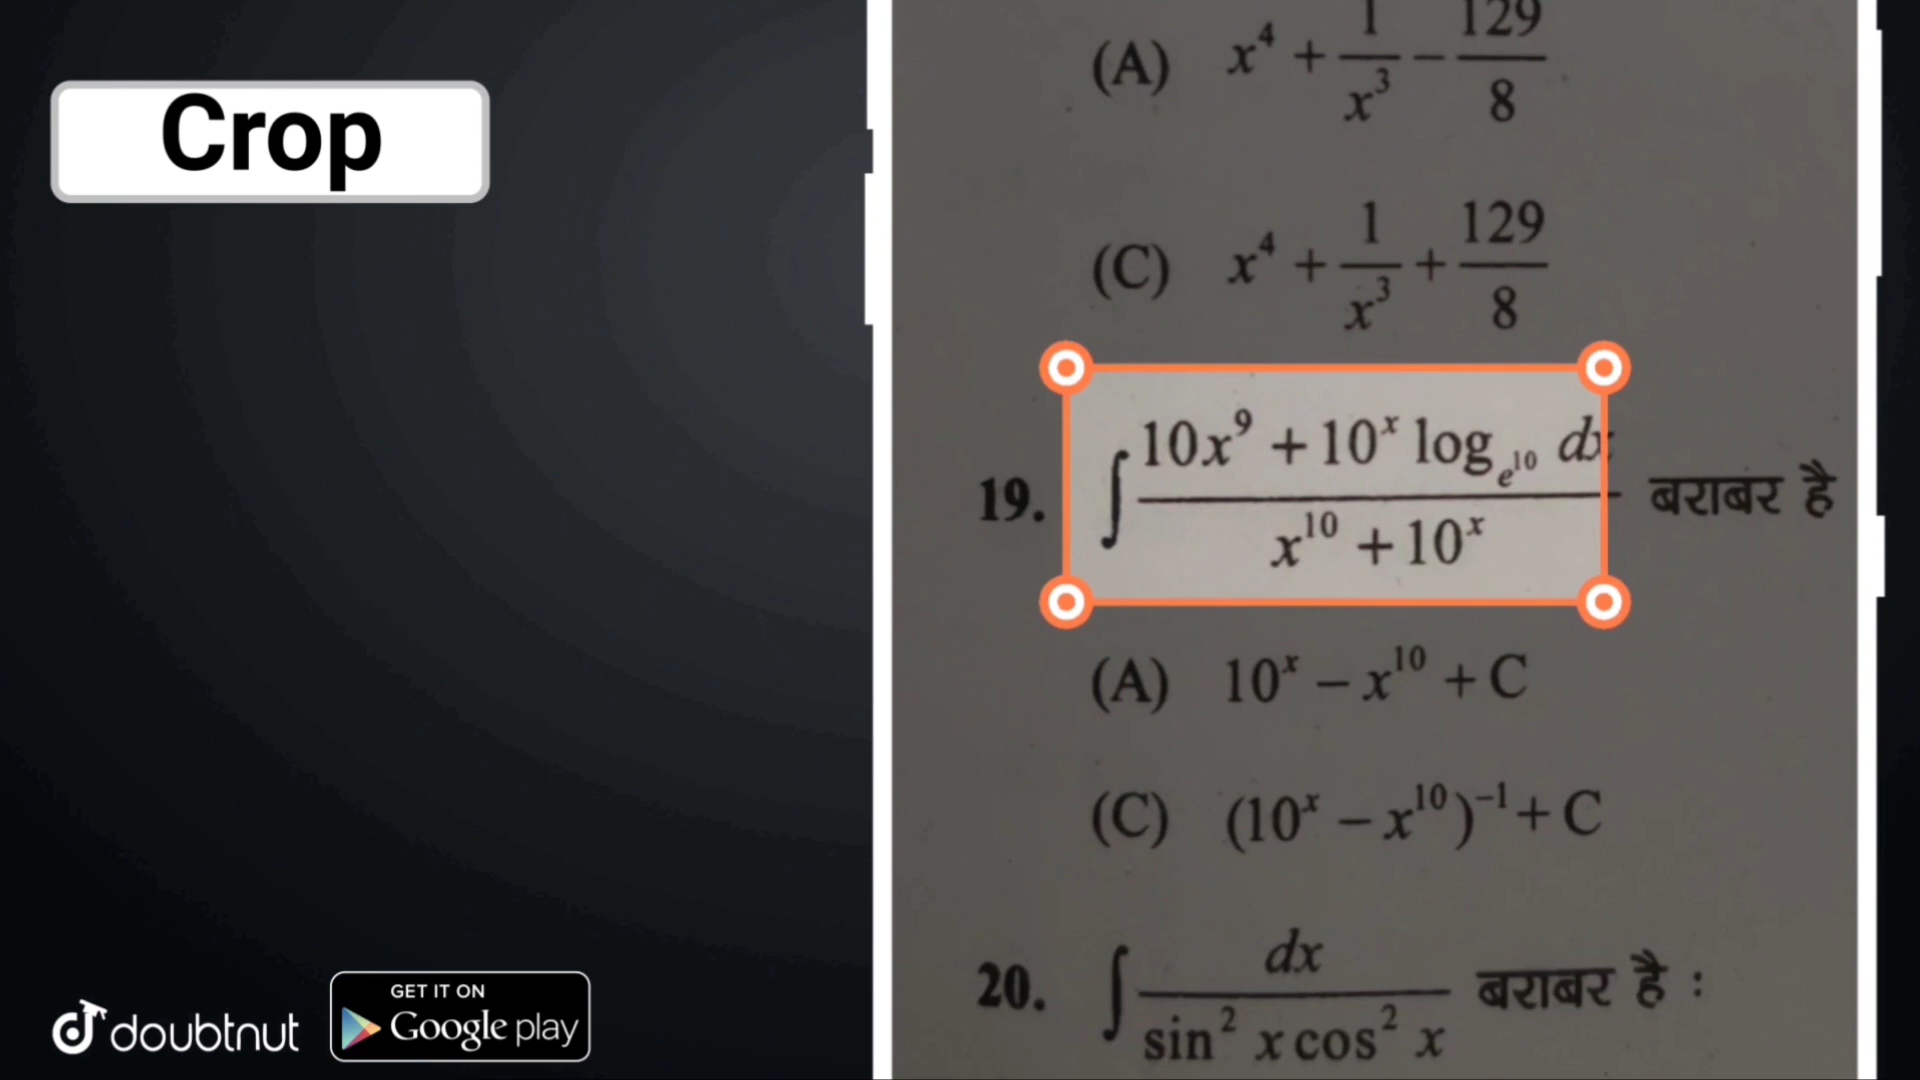 Crop
(A) x⁴ + 1/x³ − 129/8
(C) x⁴ + 1/x³ + 129/8
19. ∫ (10x⁹ + 10ˣ logₑ¹⁰ dx)/(x¹⁰ + 10ˣ) बराबर है
(A) 10ˣ − x¹⁰ + C
(C) (10ˣ − x¹⁰)⁻¹ + C
20. ∫ dx/(sin² x cos² x) बराबर है :
doubtnut
GET IT ON
Google play